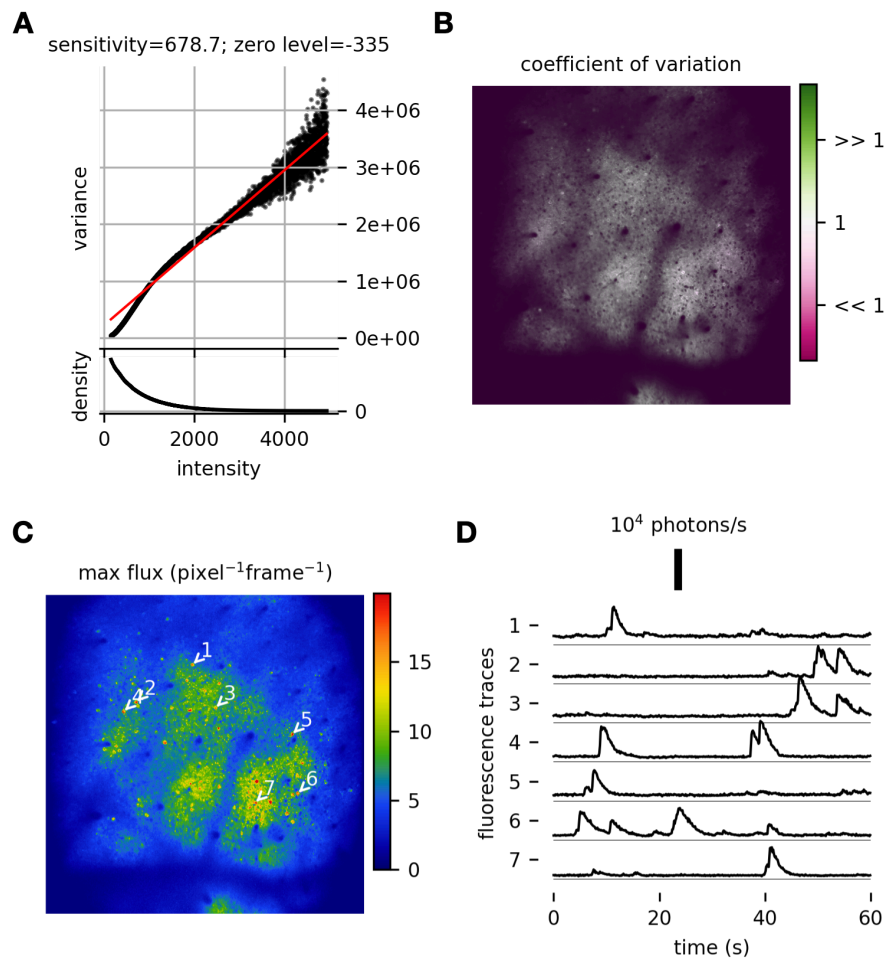 A
sensitivity=678.7; zero level=-335
variance
4e+06
3e+06
2e+06
1e+06
0e+00
density
0
0 2000 4000
intensity
B
coefficient of variation
>> 1
1
<< 1
C
max flux (pixel⁻¹frame⁻¹)
1
4 2
3
5
6
7
15
10
5
0
D
10⁴ photons/s
fluorescence traces
1
2
3
4
5
6
7
0 20 40 60
time (s)